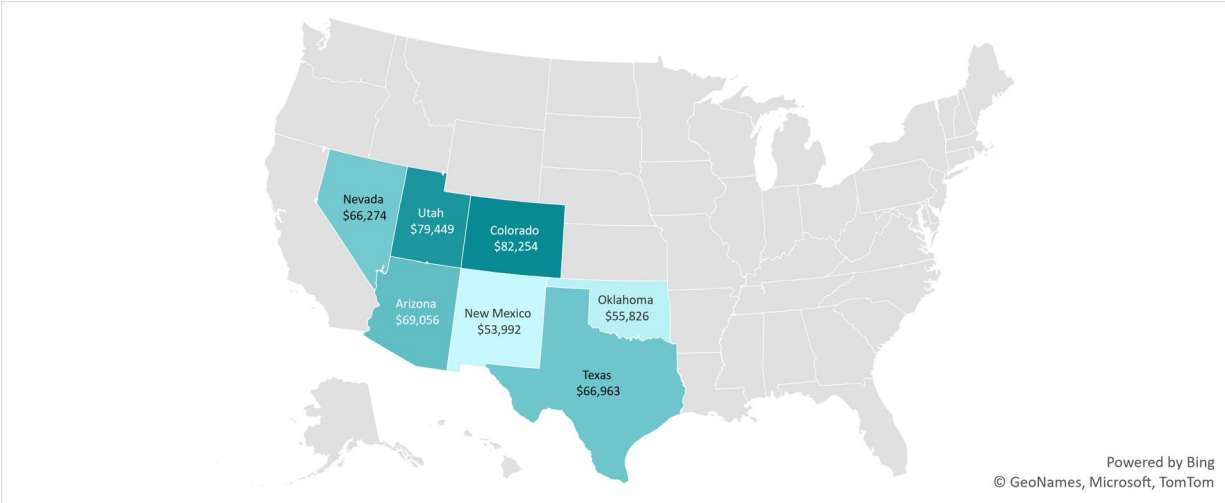 Nevada
$66,274
Utah
$79,449
Colorado
$82,254
Arizona
$69,056
New Mexico
$53,992
Oklahoma
$55,826
Texas
$66,963
Powered by Bing
© GeoNames, Microsoft, TomTom